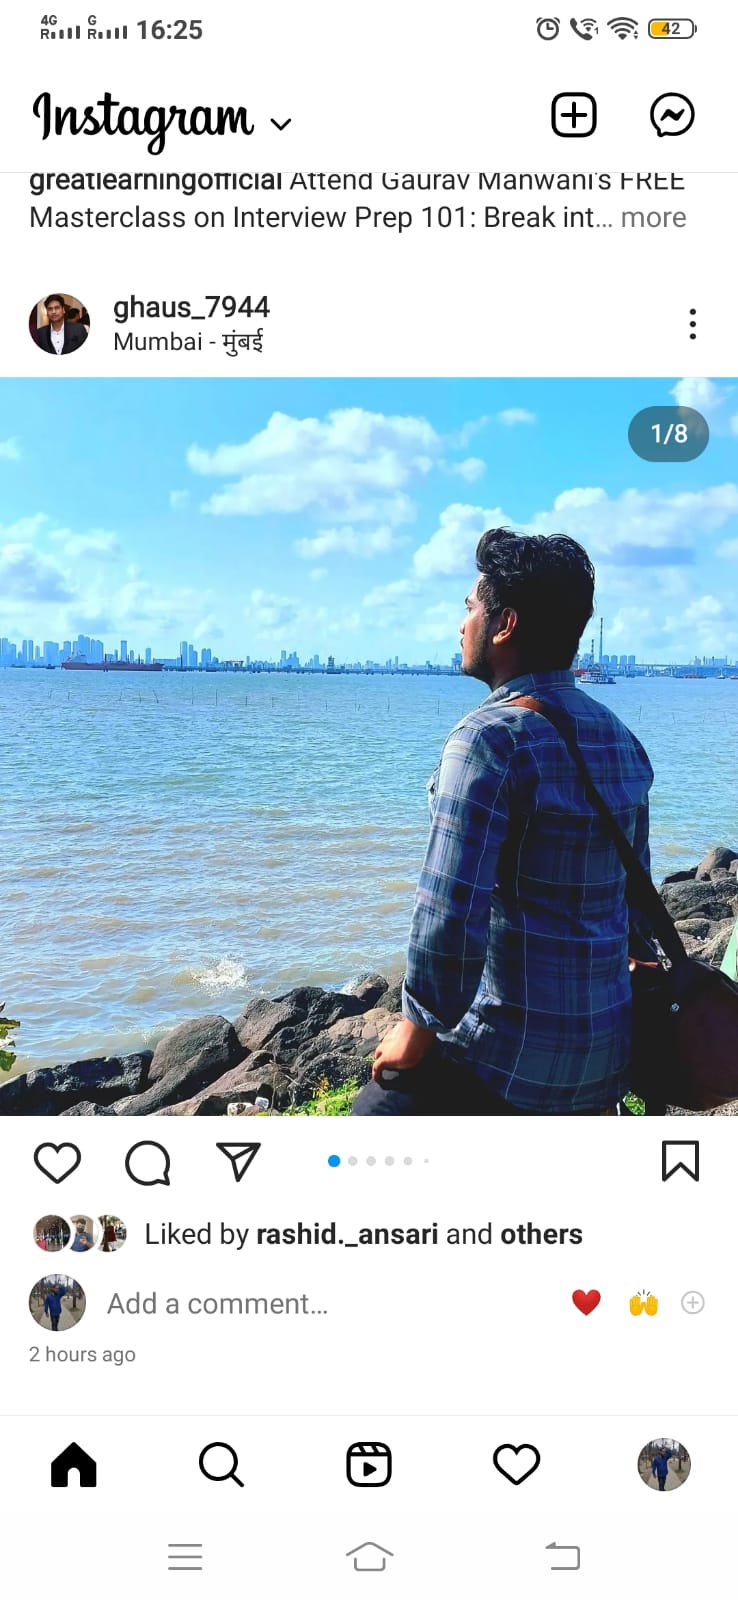 4G R G R 16:25 42
Instagram
greatlearningofficial Attend Gaurav Manwani's FREE
Masterclass on Interview Prep 101: Break int... more
ghaus_7944
Mumbai - मुंबई
1/8
Liked by rashid._ansari and others
Add a comment...
2 hours ago